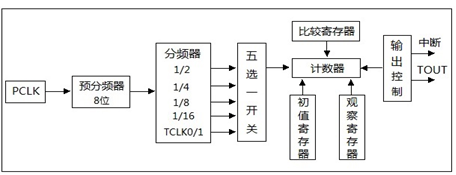 PCLK
预分频器
8位
分频器
1/2
1/4
1/8
1/16
TCLK0/1
五选一开关
比较寄存器
计数器
初值寄存器
观察寄存器
输出控制
中断
TOUT